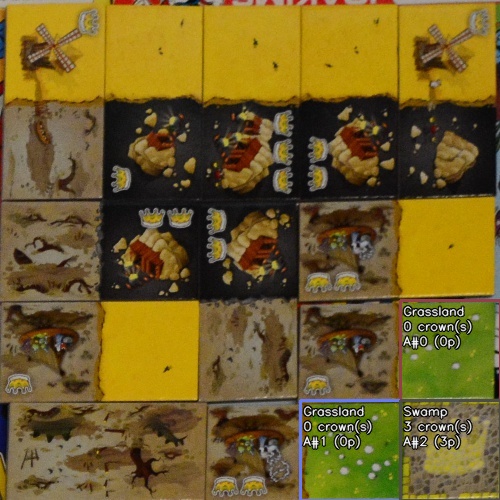 Grassland
0 crown(s)
A#0 (0p)
Grassland
0 crown(s)
A#1 (0p)
Swamp
3 crown(s)
A#2 (3p)